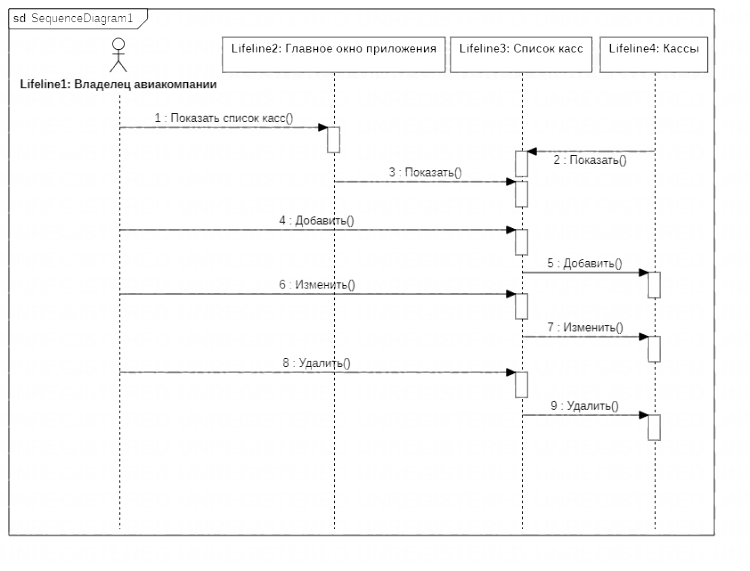 sd SequenceDiagram1
Lifeline2: Главное окно приложения
Lifeline3: Список касс
Lifeline4: Кассы
Lifeline1: Владелец авиакомпании
1 : Показать список касс()
2 : Показать()
3 : Показать()
4 : Добавить()
5 : Добавить()
6 : Изменить()
7 : Изменить()
8 : Удалить()
9 : Удалить()